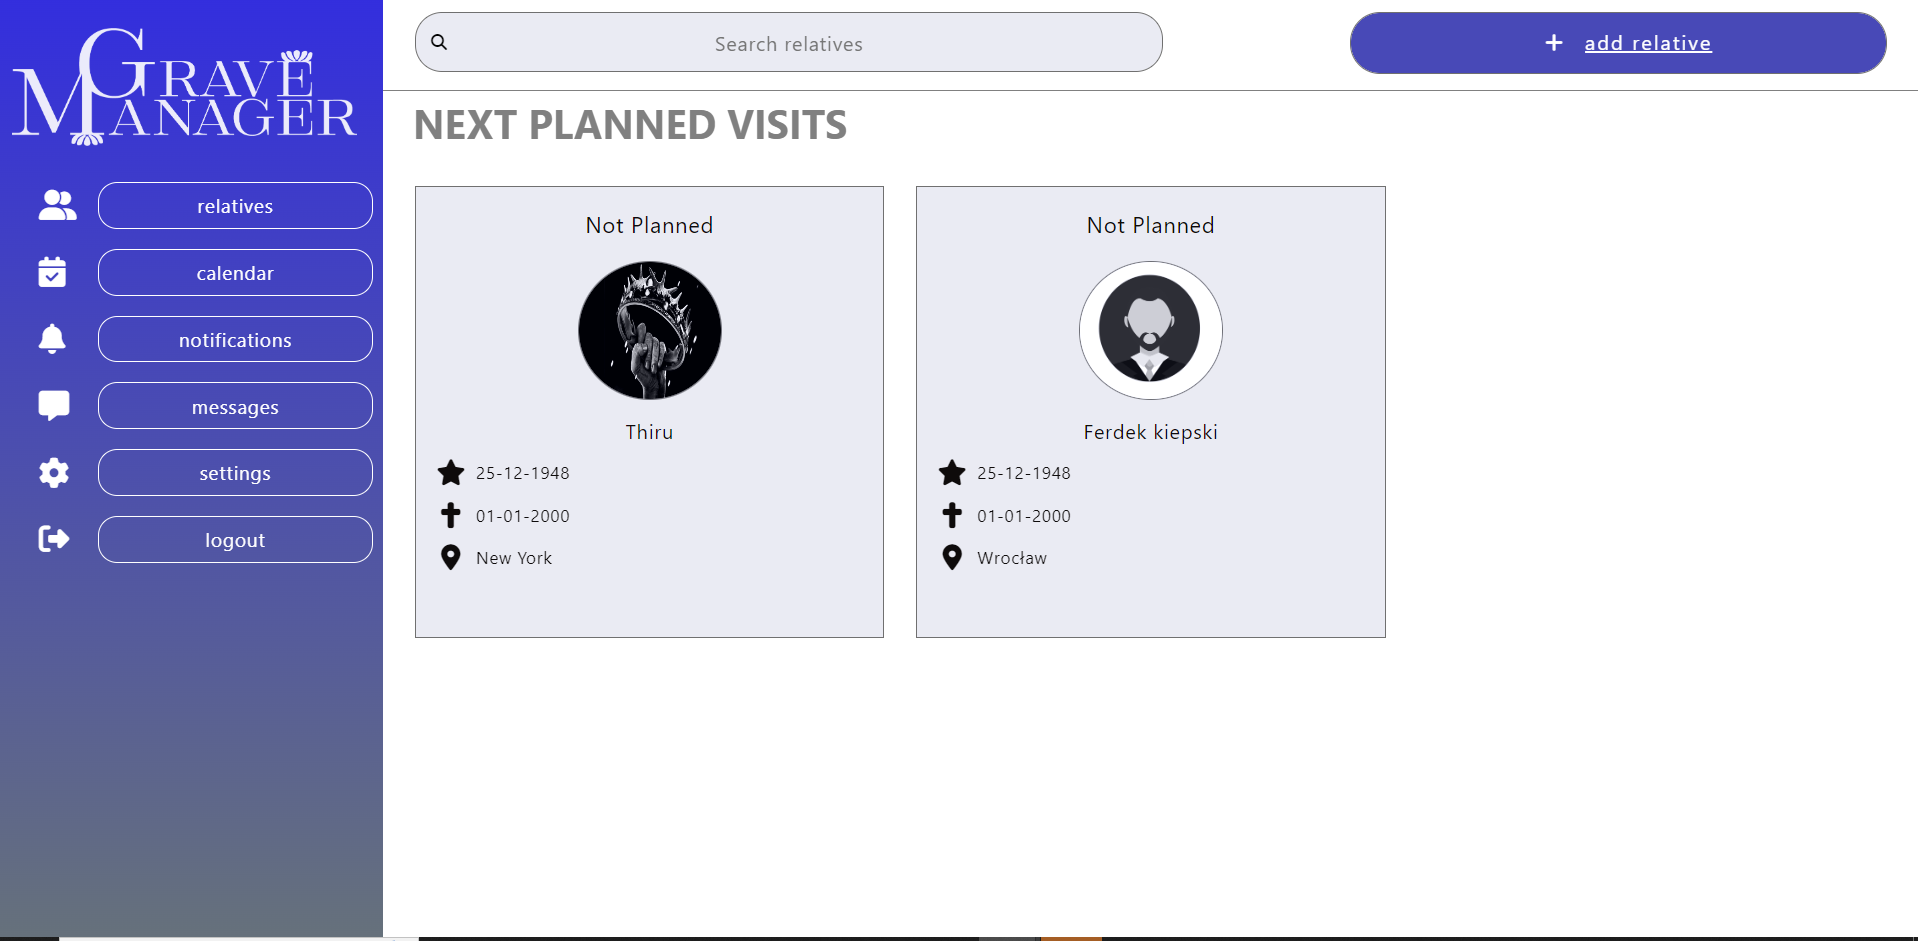 GRAVE
MANAGER
relatives
calendar
notifications
messages
settings
logout
Search relatives
add relative
NEXT PLANNED VISITS
Not Planned
Thiru
25-12-1948
01-01-2000
New York
Not Planned
Ferdek kiepski
25-12-1948
01-01-2000
Wrocław